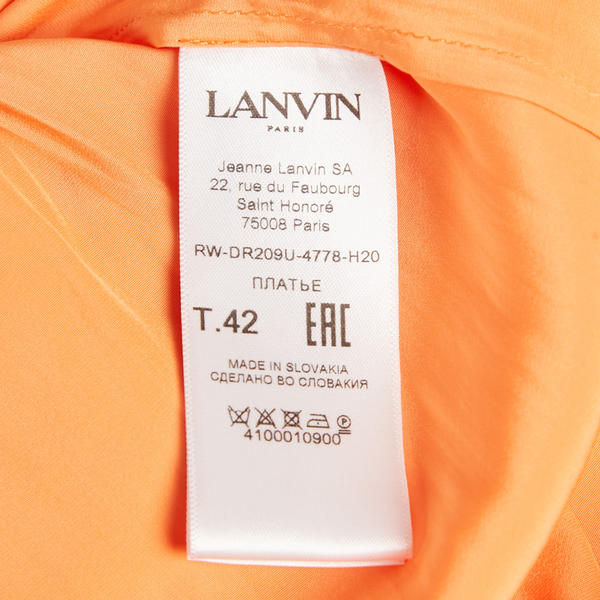 LANVIN
PARIS
Jeanne Lanvin SA
22, rue du Faubourg
Saint Honoré
75008 Paris
RW-DR209U-4778-H20
ПЛАТЬЕ
T.42 EAC
MADE IN SLOVAKIA
СДЕЛАНО ВО СЛОВАКИЯ
P
4100010900